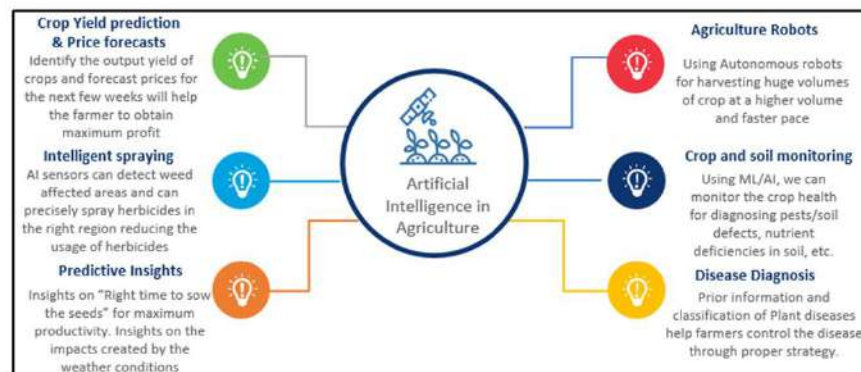 Crop Yield prediction
& Price forecasts
Identify the output yield of
crops and forecast prices for
the next few weeks will help
the farmer to obtain
maximum profit
Intelligent spraying
AI sensors can detect weed
affected areas and can
precisely spray herbicides in
the right region reducing the
usage of herbicides
Predictive Insights
Insights on “Right time to sow
the seeds” for maximum
productivity. Insights on the
impacts created by the
weather conditions
Artificial
Intelligence in
Agriculture
Agriculture Robots
Using Autonomous robots
for harvesting huge volumes
of crop at a higher volume
and faster pace
Crop and soil monitoring
Using ML/AI, we can
monitor the crop health
for diagnosing pests/soil
defects, nutrient
deficiencies in soil, etc.
Disease Diagnosis
Prior information and
classification of Plant diseases
help farmers control the disease
through proper strategy.